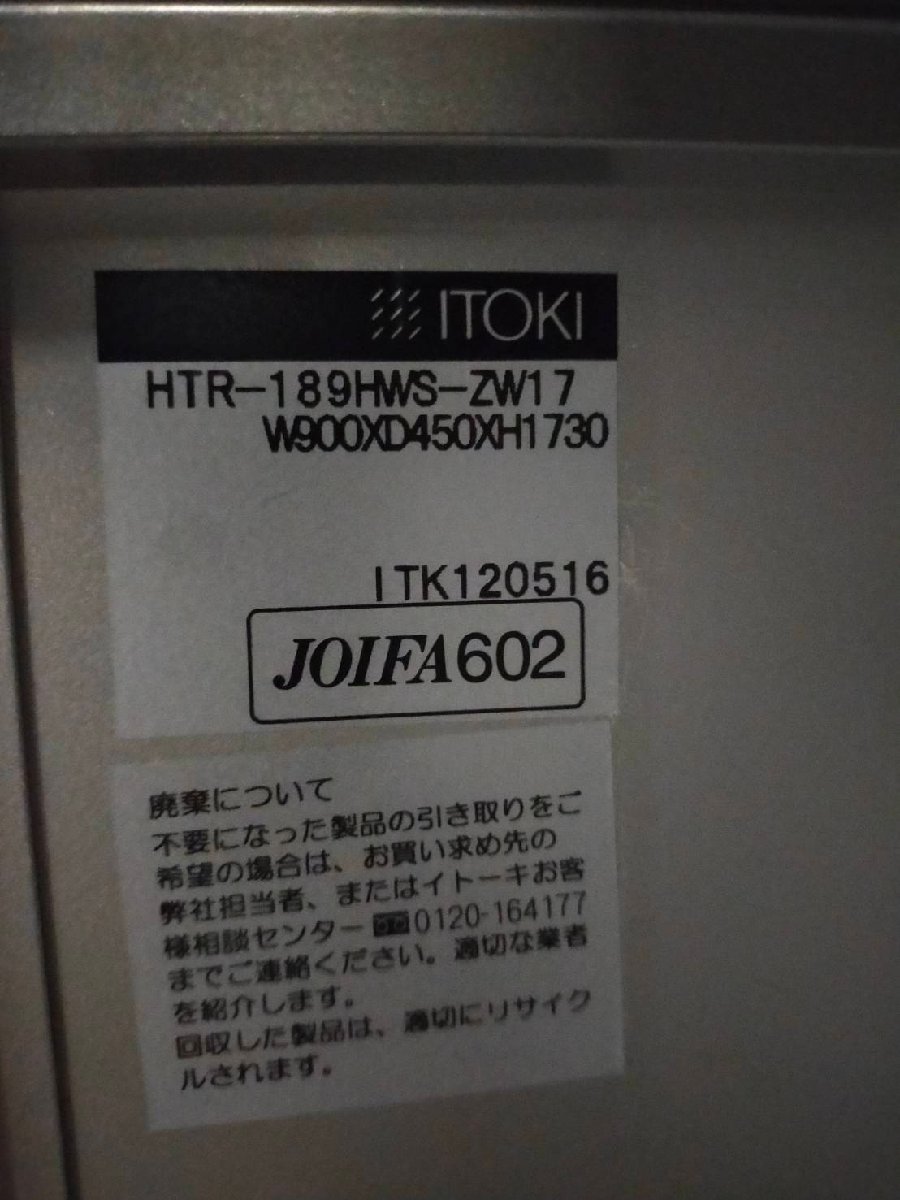 ITOKI
HTR-189HWS-ZW17
W900XD450XH1730
ITK120516
JOIFA602
廃棄について
不要になった製品の引き取りをご
希望の場合は、お買い求め先の
弊社担当者、またはイトーキお客
様相談センター 0120-164177
までご連絡ください。適切な業者
を紹介します。
回収した製品は、適切にリサイク
ルされます。